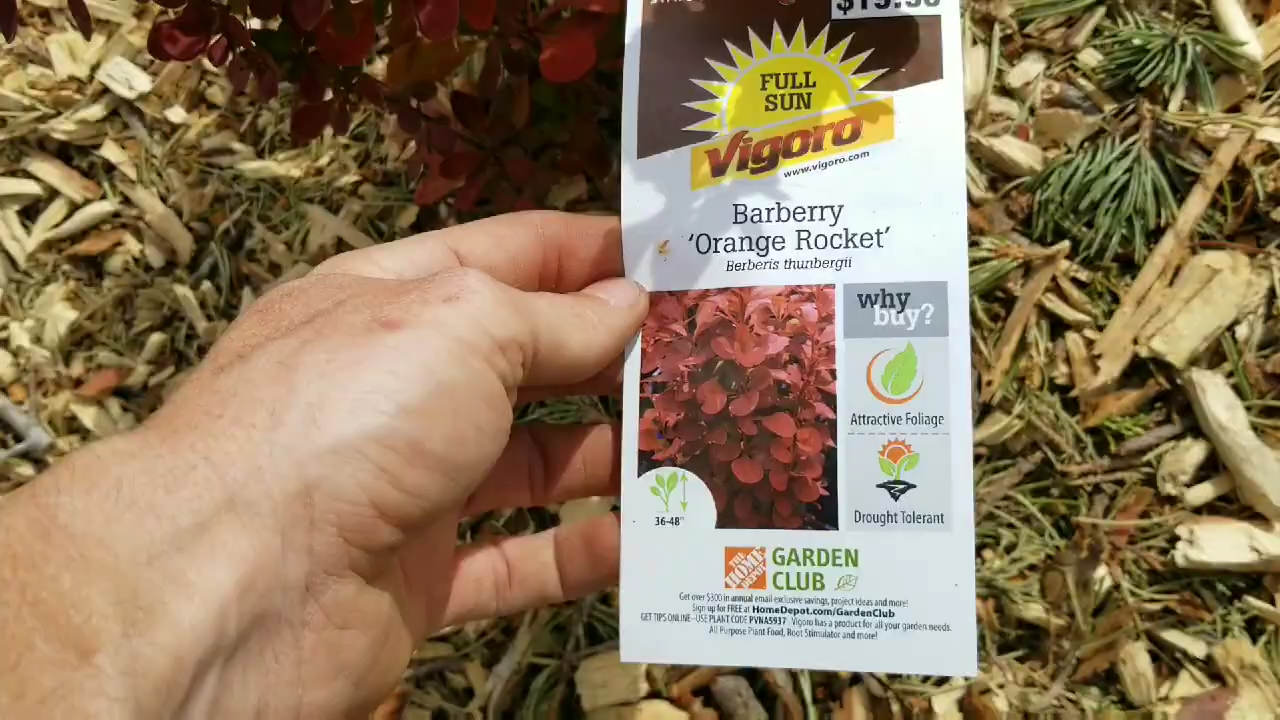 FULL
SUN
Vigoro
www.vigoro.com
Barberry
'Orange Rocket'
Berberis thunbergii
why
buy?
Attractive Foliage
Drought Tolerant
36-48"
THE
HOME
DEPOT
GARDEN
CLUB
Get over $300 in annual email exclusive savings, project ideas and more!
Sign up for FREE at HomeDepot.com/GardenClub
GET TIPS ONLINE-USE PLANT CODE PVNA5937 Vigoro has a product for all your garden needs.
All Purpose Plant Food, Root Stimulator and more!